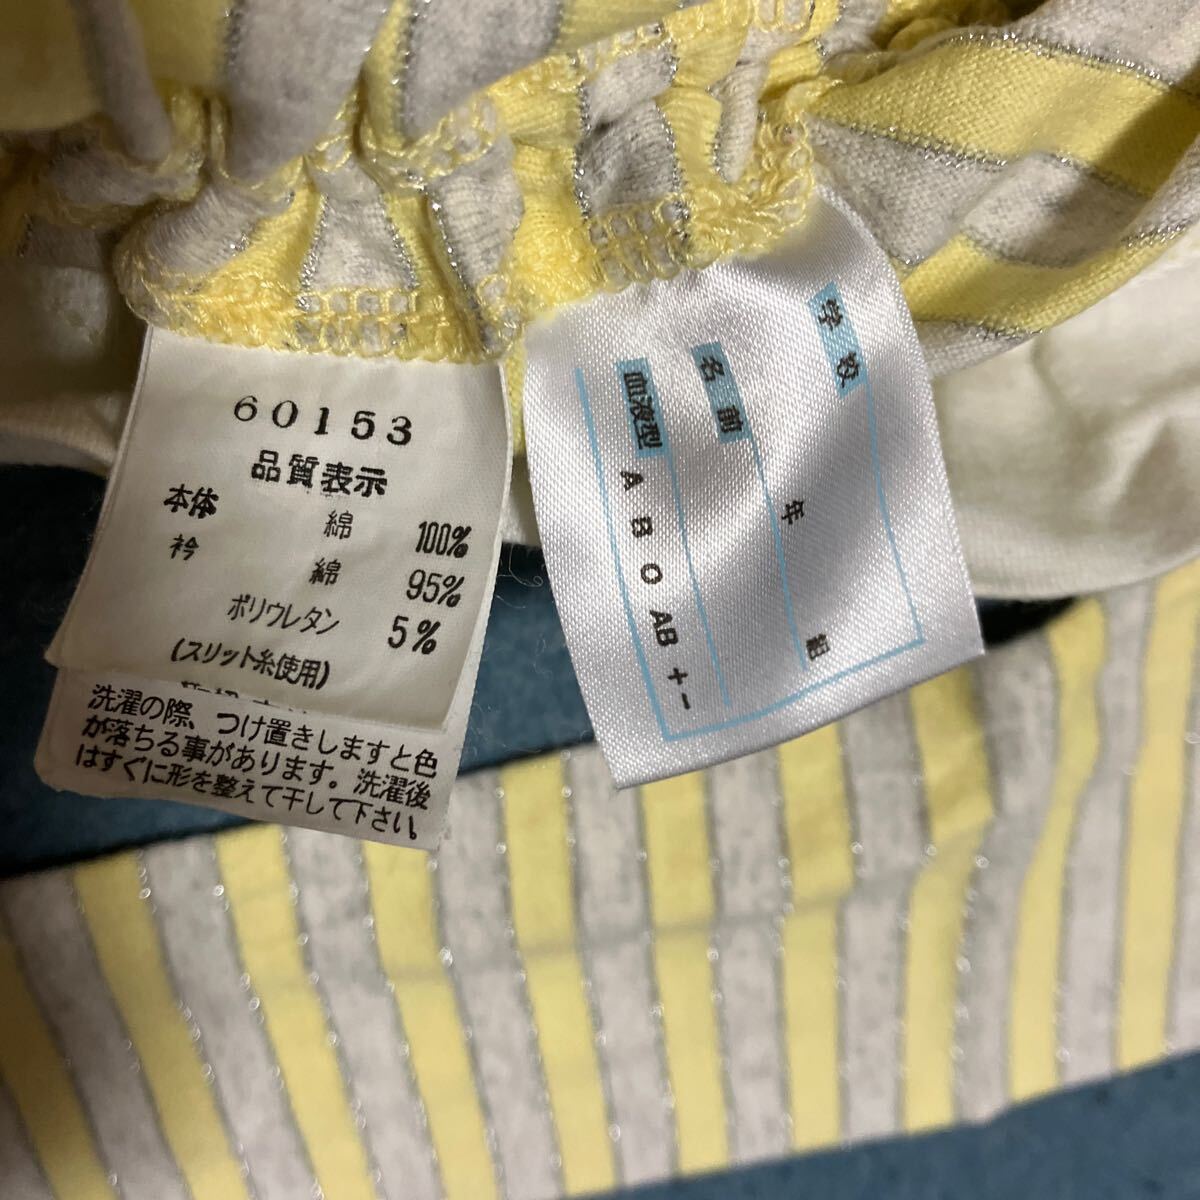 60153
品質表示
本体 綿 100%
衿 綿 95%
ポリウレタン 5%
(スリット糸使用)
洗濯の際、つけ置きしますと色
が落ちる事があります。洗濯後
はすぐに形を整えて干して下さい。
学校
年 組
名前
血液型 A B O AB + −